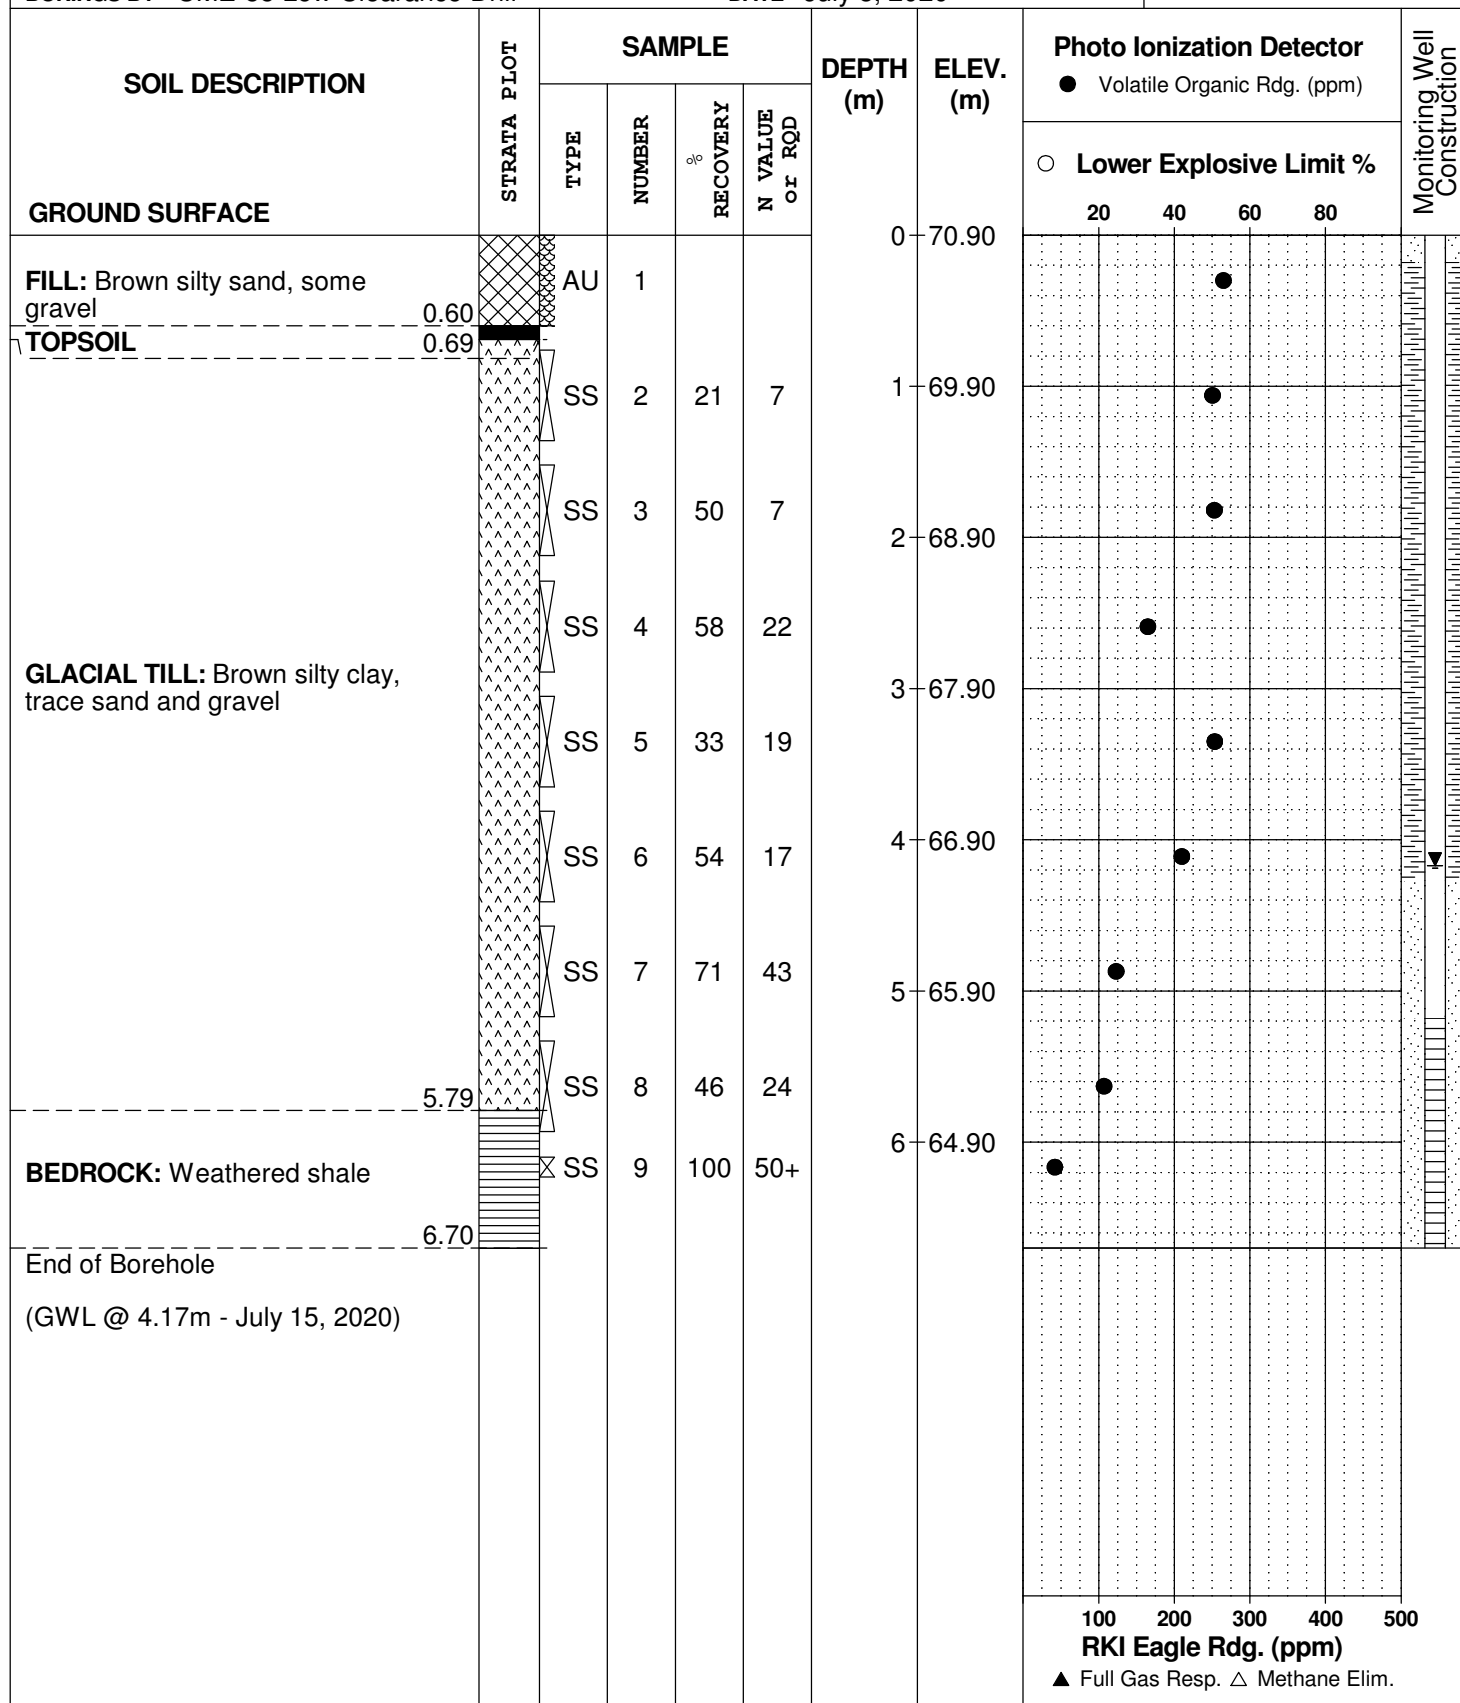 SOIL DESCRIPTION
GROUND SURFACE
STRATA PLOT
SAMPLE
TYPE
NUMBER
% RECOVERY
N VALUE or RQD
DEPTH (m)
ELEV. (m)
Photo Ionization Detector
● Volatile Organic Rdg. (ppm)
○ Lower Explosive Limit %
20 40 60 80
Monitoring Well Construction
0 70.90
FILL: Brown silty sand, some
gravel 0.60
AU 1
TOPSOIL 0.69
SS 2 21 7
1 69.90
SS 3 50 7
2 68.90
SS 4 58 22
GLACIAL TILL: Brown silty clay,
trace sand and gravel
3 67.90
SS 5 33 19
4 66.90
SS 6 54 17
SS 7 71 43
5 65.90
SS 8 46 24
5.79
6 64.90
BEDROCK: Weathered shale
SS 9 100 50+
6.70
End of Borehole
(GWL @ 4.17m - July 15, 2020)
100 200 300 400 500
RKI Eagle Rdg. (ppm)
▲ Full Gas Resp. △ Methane Elim.